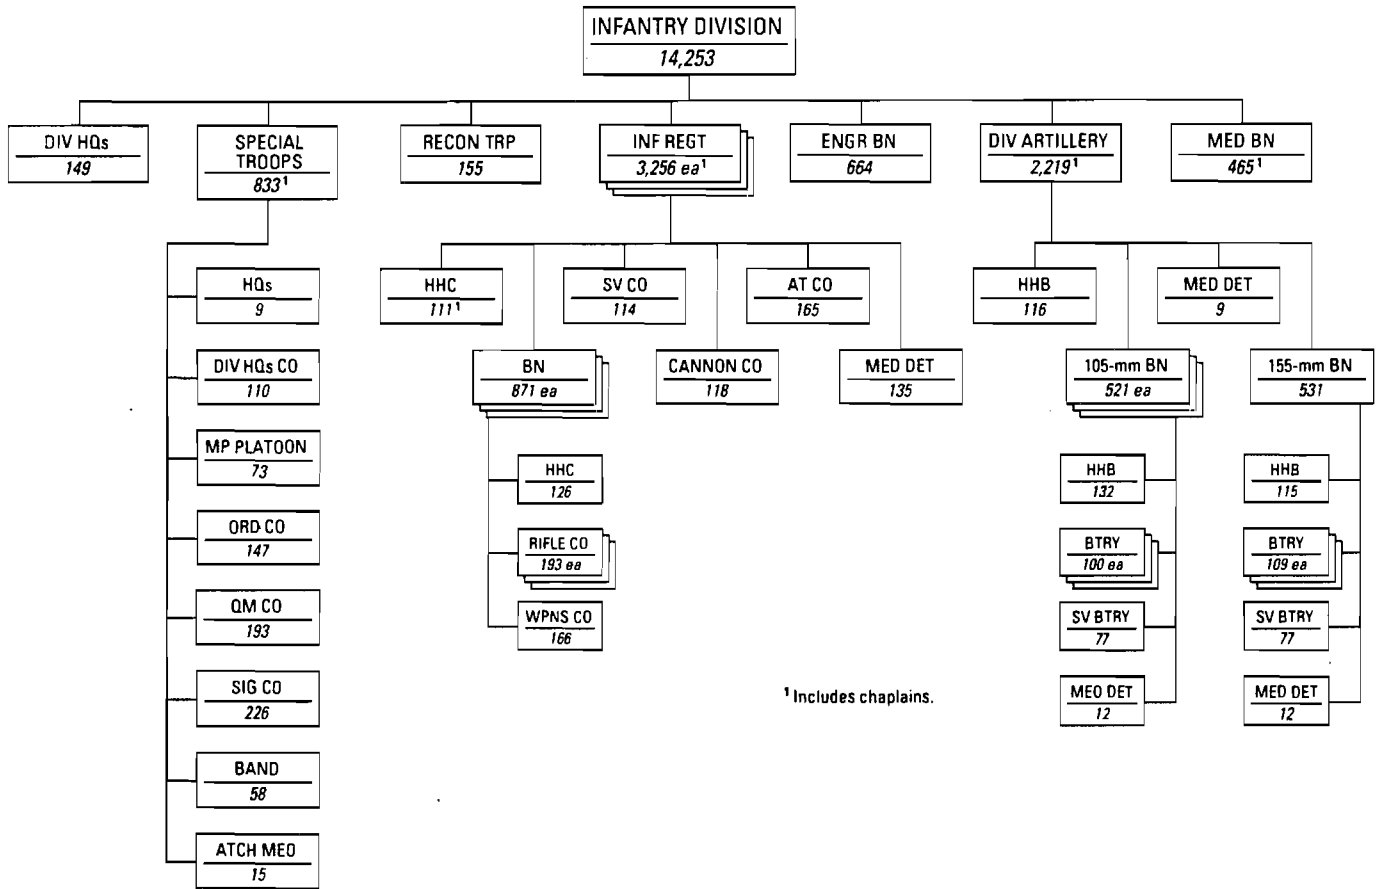 INFANTRY DIVISION
14,253
DIV HQs
149
SPECIAL
TROOPS
833¹
RECON TRP
155
INF REGT
3,256 ea¹
ENGR BN
664
DIV ARTILLERY
2,219¹
MED BN
465¹
HQs
9
DIV HQs CO
110
MP PLATOON
73
ORD CO
147
QM CO
193
SIG CO
226
BAND
58
ATCH MEO
15
HHC
111¹
SV CO
114
AT CO
165
BN
871 ea
CANNON CO
118
MED DET
135
HHC
126
RIFLE CO
193 ea
WPNS CO
166
HHB
116
MED DET
9
105-mm BN
521 ea
155-mm BN
531
HHB
132
BTRY
100 ea
SV BTRY
77
MEO DET
12
HHB
115
BTRY
109 ea
SV BTRY
77
MED DET
12
¹ Includes chaplains.